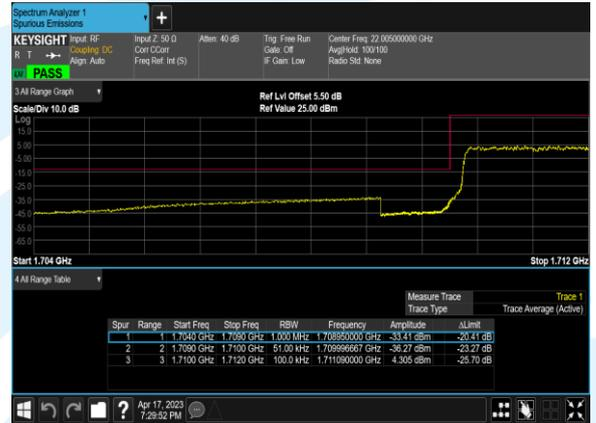 Spectrum Analyzer 1
Spurious Emissions
KEYSIGHT Input: RF Input Z: 50 Ω Atten: 40 dB Trig: Free Run Center Freq: 22.005000000 GHz
R T Coupling: DC Corr CCorr Gate: Off Avg|Hold: 100/100
Align: Auto Freq Ref: Int (S) IF Gain: Low Radio Std: None
PASS
3 All Range Graph
Ref Lvl Offset 5.50 dB
Scale/Div 10.0 dB Ref Value 25.00 dBm
Log
15.0
5.00
-5.00
-15.0
-25.0
-35.0
-45.0
-55.0
-65.0
Start 1.704 GHz Stop 1.712 GHz
4 All Range Table
Measure Trace Trace 1
Trace Type Trace Average (Active)
Spur Range Start Freq Stop Freq RBW Frequency Amplitude ΔLimit
1 1 1.7040 GHz 1.7090 GHz 1.000 MHz 1.708950000 GHz -33.41 dBm -20.41 dB
2 2 1.7090 GHz 1.7100 GHz 51.00 kHz 1.709996667 GHz -36.27 dBm -23.27 dB
3 3 1.7100 GHz 1.7120 GHz 100.0 kHz 1.711090000 GHz 4.305 dBm -25.70 dB
Apr 17, 2023
7:29:52 PM